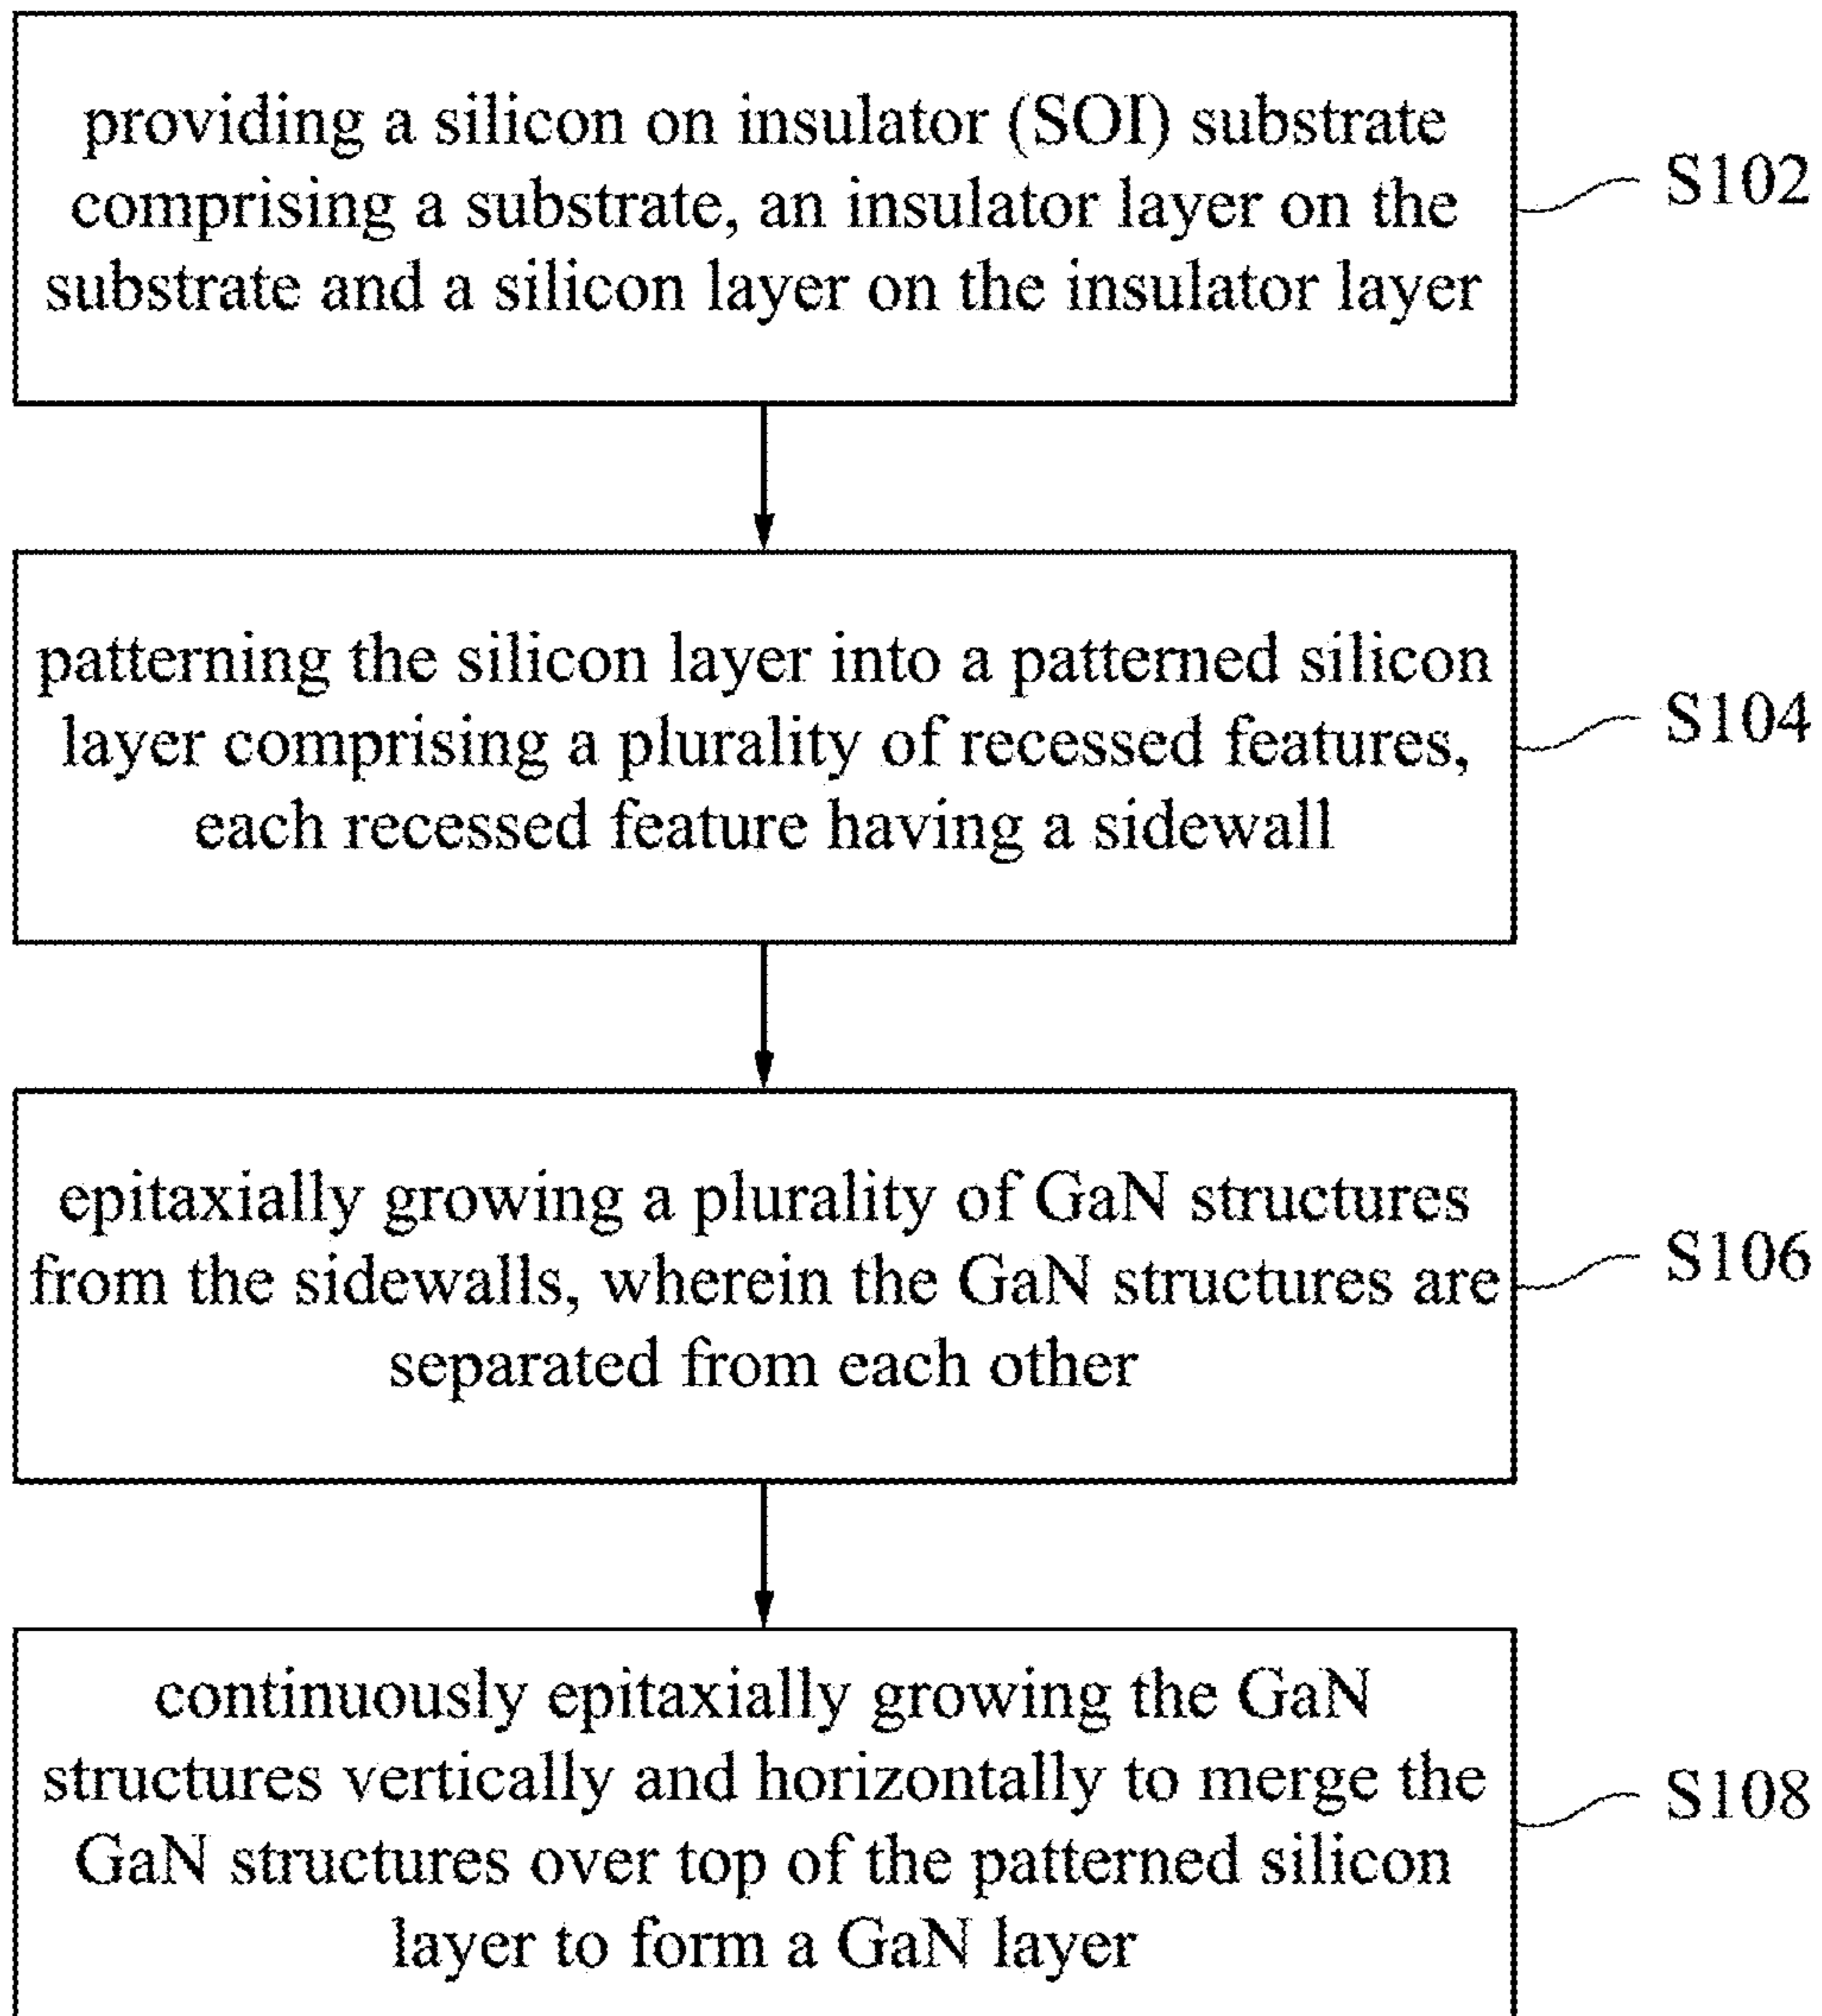 providing a silicon on insulator (SOI) substrate
comprising a substrate, an insulator layer on the
substrate and a silicon layer on the insulator layer
S102
patterning the silicon layer into a patterned silicon
layer comprising a plurality of recessed features,
each recessed feature having a sidewall
S104
epitaxially growing a plurality of GaN structures
from the sidewalls, wherein the GaN structures are
separated from each other
S106
continuously epitaxially growing the GaN
structures vertically and horizontally to merge the
GaN structures over top of the patterned silicon
layer to form a GaN layer
S108